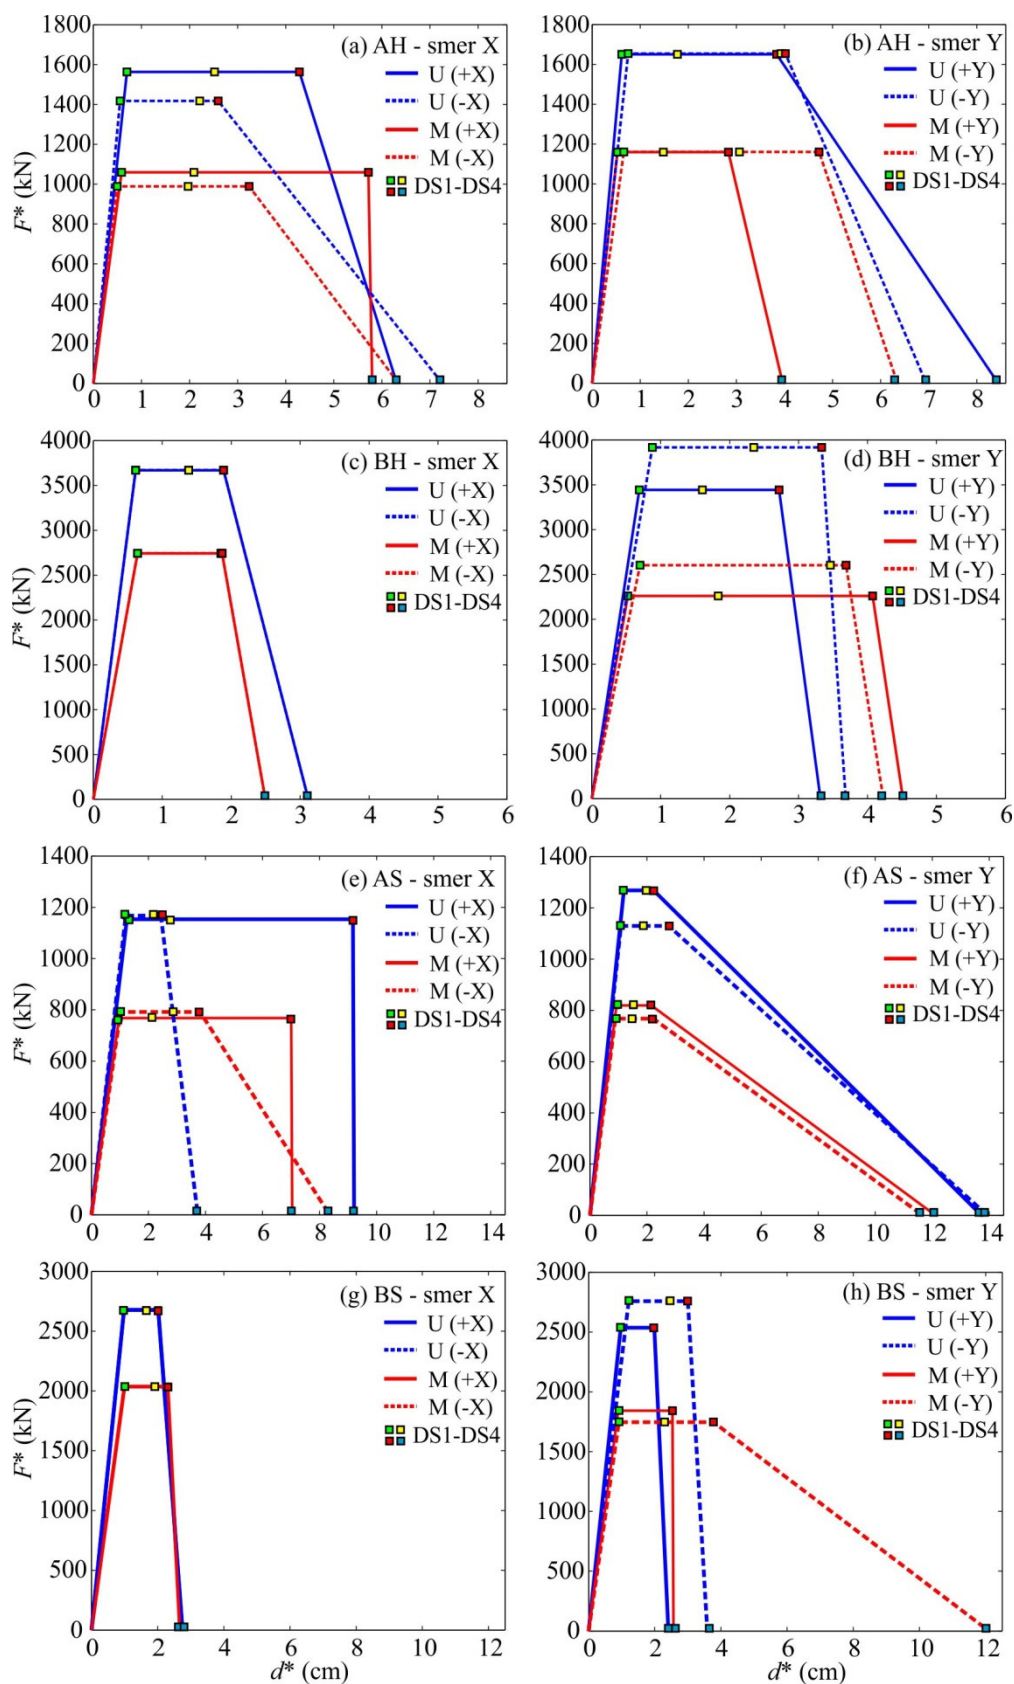 1800
1600
1400
1200
1000
800
600
400
200
0
F* (kN)
0 1 2 3 4 5 6 7 8
(a) AH - smer X
U (+X)
U (-X)
M (+X)
M (-X)
DS1-DS4
1800
1600
1400
1200
1000
800
600
400
200
0
0 1 2 3 4 5 6 7 8
(b) AH - smer Y
U (+Y)
U (-Y)
M (+Y)
M (-Y)
DS1-DS4
4000
3500
3000
2500
2000
1500
1000
500
0
F* (kN)
0 1 2 3 4 5 6
(c) BH - smer X
U (+X)
U (-X)
M (+X)
M (-X)
DS1-DS4
4000
3500
3000
2500
2000
1500
1000
500
0
0 1 2 3 4 5 6
(d) BH - smer Y
U (+Y)
U (-Y)
M (+Y)
M (-Y)
DS1-DS4
1400
1200
1000
800
600
400
200
0
F* (kN)
0 2 4 6 8 10 12 14
(e) AS - smer X
U (+X)
U (-X)
M (+X)
M (-X)
DS1-DS4
1400
1200
1000
800
600
400
200
0
0 2 4 6 8 10 12 14
(f) AS - smer Y
U (+Y)
U (-Y)
M (+Y)
M (-Y)
DS1-DS4
3000
2500
2000
1500
1000
500
0
F* (kN)
0 2 4 6 8 10 12
d* (cm)
(g) BS - smer X
U (+X)
U (-X)
M (+X)
M (-X)
DS1-DS4
3000
2500
2000
1500
1000
500
0
0 2 4 6 8 10 12
d* (cm)
(h) BS - smer Y
U (+Y)
U (-Y)
M (+Y)
M (-Y)
DS1-DS4